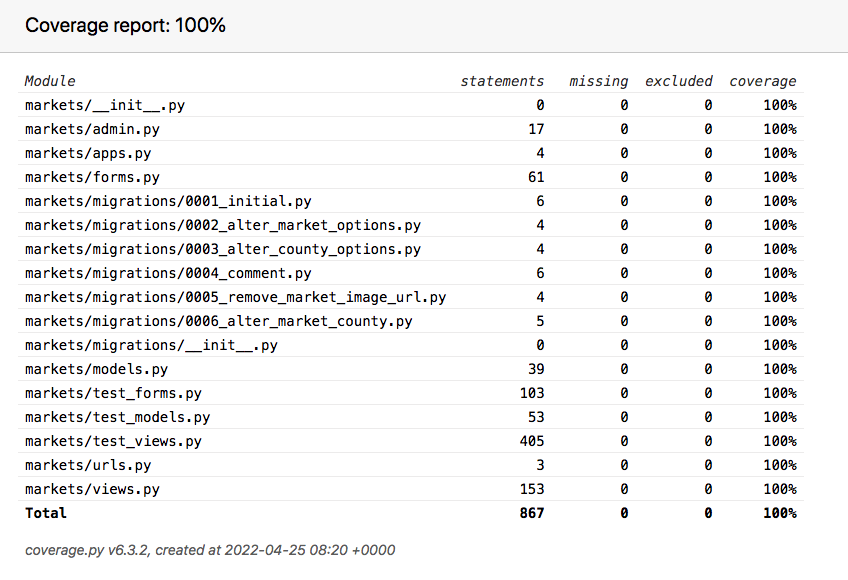 Coverage report: 100%
Module statements missing excluded coverage
markets/__init__.py 0 0 0 100%
markets/admin.py 17 0 0 100%
markets/apps.py 4 0 0 100%
markets/forms.py 61 0 0 100%
markets/migrations/0001_initial.py 6 0 0 100%
markets/migrations/0002_alter_market_options.py 4 0 0 100%
markets/migrations/0003_alter_county_options.py 4 0 0 100%
markets/migrations/0004_comment.py 6 0 0 100%
markets/migrations/0005_remove_market_image_url.py 4 0 0 100%
markets/migrations/0006_alter_market_county.py 5 0 0 100%
markets/migrations/__init__.py 0 0 0 100%
markets/models.py 39 0 0 100%
markets/test_forms.py 103 0 0 100%
markets/test_models.py 53 0 0 100%
markets/test_views.py 405 0 0 100%
markets/urls.py 3 0 0 100%
markets/views.py 153 0 0 100%
Total 867 0 0 100%
coverage.py v6.3.2, created at 2022-04-25 08:20 +0000